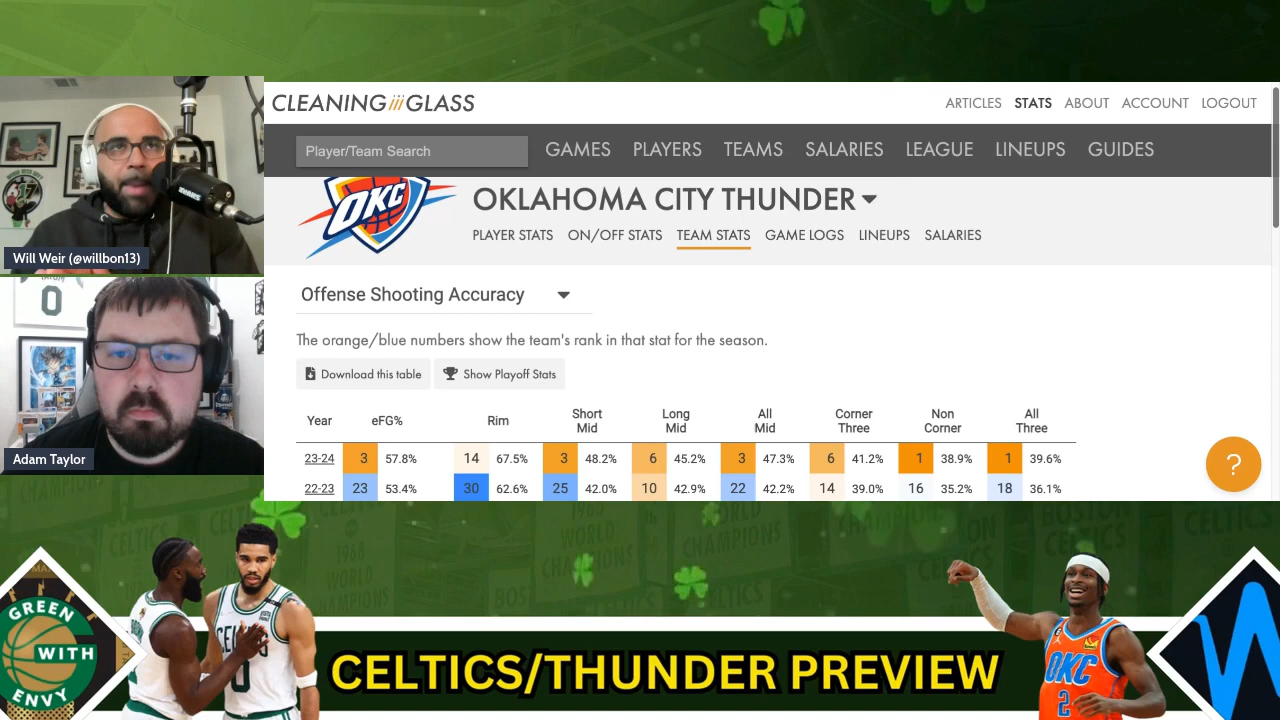 CLEANING GLASS
ARTICLES STATS ABOUT ACCOUNT LOGOUT
Player/Team Search
GAMES PLAYERS TEAMS SALARIES LEAGUE LINEUPS GUIDES
OKC
OKLAHOMA CITY THUNDER
PLAYER STATS ON/OFF STATS TEAM STATS GAME LOGS LINEUPS SALARIES
Will Weir (@willbon13)
0
Offense Shooting Accuracy
The orange/blue numbers show the team's rank in that stat for the season.
Download this table Show Playoff Stats
Year eFG% Rim Short Mid Long Mid All Mid Corner Three Non Corner All Three
23-24 3 57.8% 14 67.5% 3 48.2% 6 45.2% 3 47.3% 6 41.2% 1 38.9% 1 39.6%
22-23 23 53.4% 30 62.6% 25 42.0% 10 42.9% 22 42.2% 14 39.0% 16 35.2% 18 36.1%
?
Adam Taylor
GREEN
WITH
ENVY
CELTICS/THUNDER PREVIEW
OKC
2